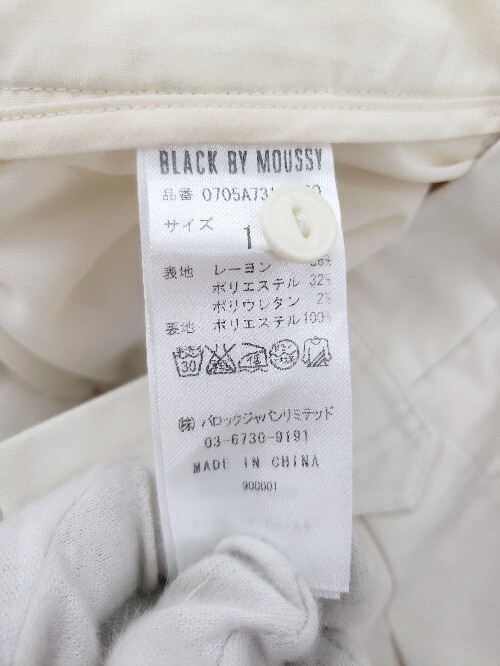 BLACK BY MOUSSY
品番 0705A73
サイズ 1
表地 レーヨン
ポリエステル 32%
ポリウレタン 2%
裏地 ポリエステル100%
30
㈱バロックジャパンリミテッド
03-6730-9191
MADE IN CHINA
900001